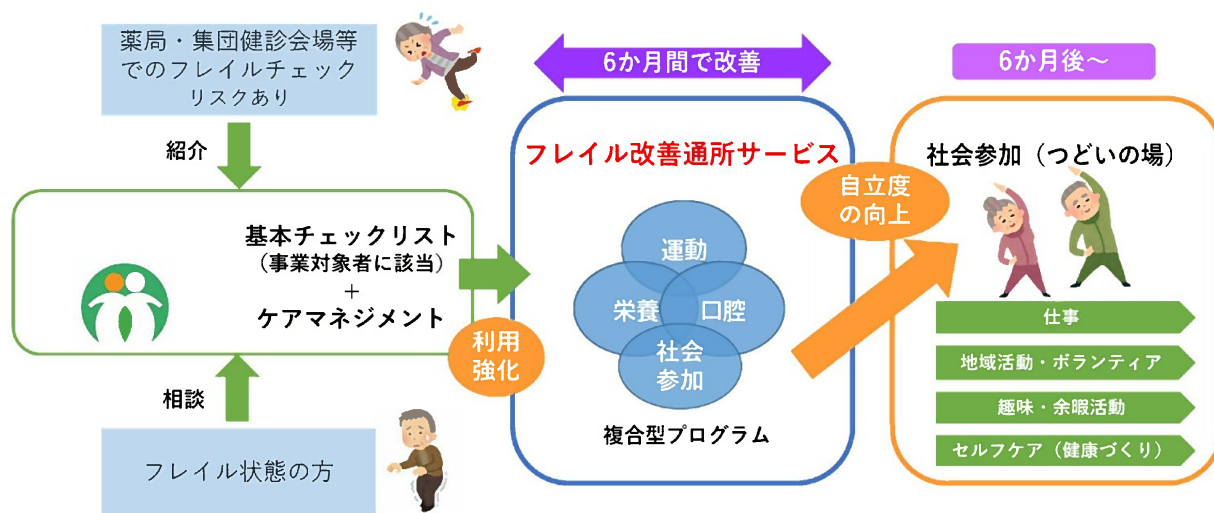 薬局・集団健診会場等
でのフレイルチェック
リスクあり
紹介
基本チェックリスト
（事業対象者に該当）
+
ケアマネジメント
相談
フレイル状態の方
利用
強化
6か月間で改善
フレイル改善通所サービス
運動
栄養
口腔
社会
参加
複合型プログラム
自立度
の向上
6か月後～
社会参加（つどいの場）
仕事
地域活動・ボランティア
趣味・余暇活動
セルフケア（健康づくり）